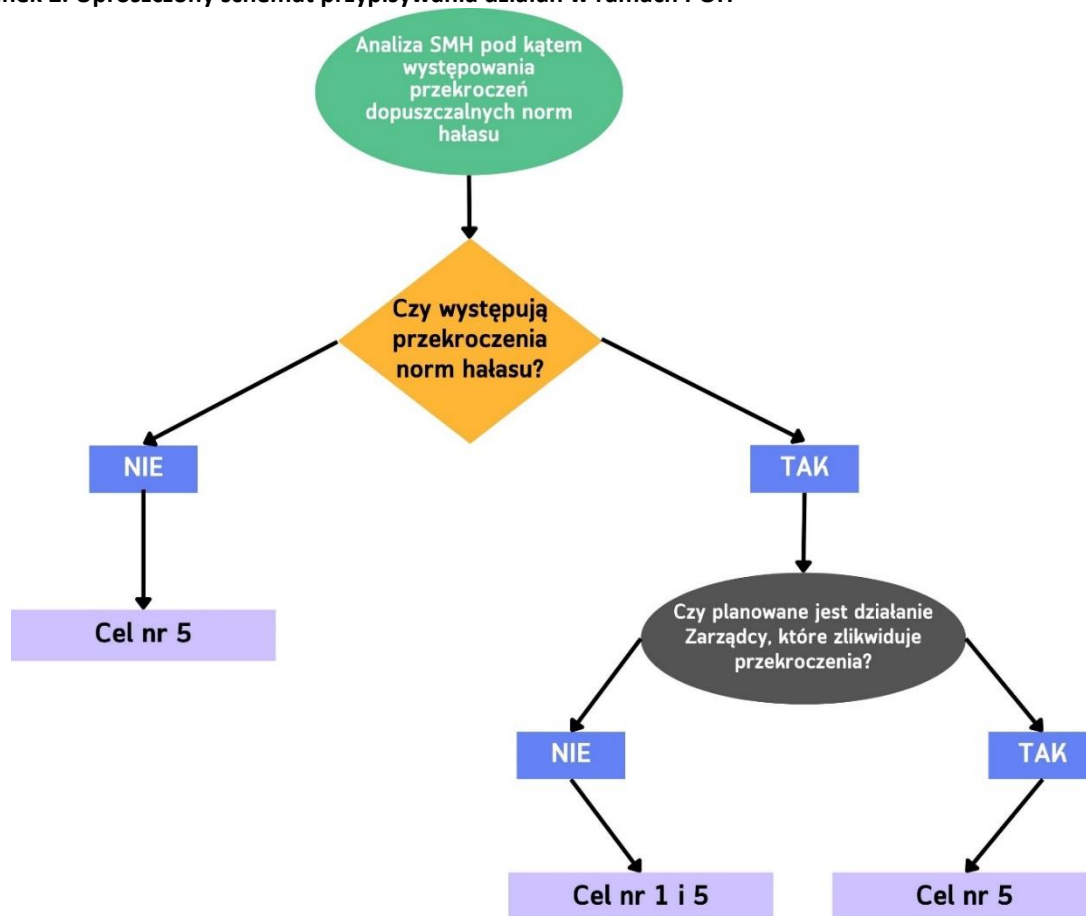 Analiza SMH pod kątem
występowania
przekroczeń
dopuszczalnych norm
hałasu
Czy występują
przekroczenia
norm hałasu?
NIE
TAK
Cel nr 5
Czy planowane jest działanie
Zarządcy, które zlikwiduje
przekroczenia?
NIE
TAK
Cel nr 1 i 5
Cel nr 5